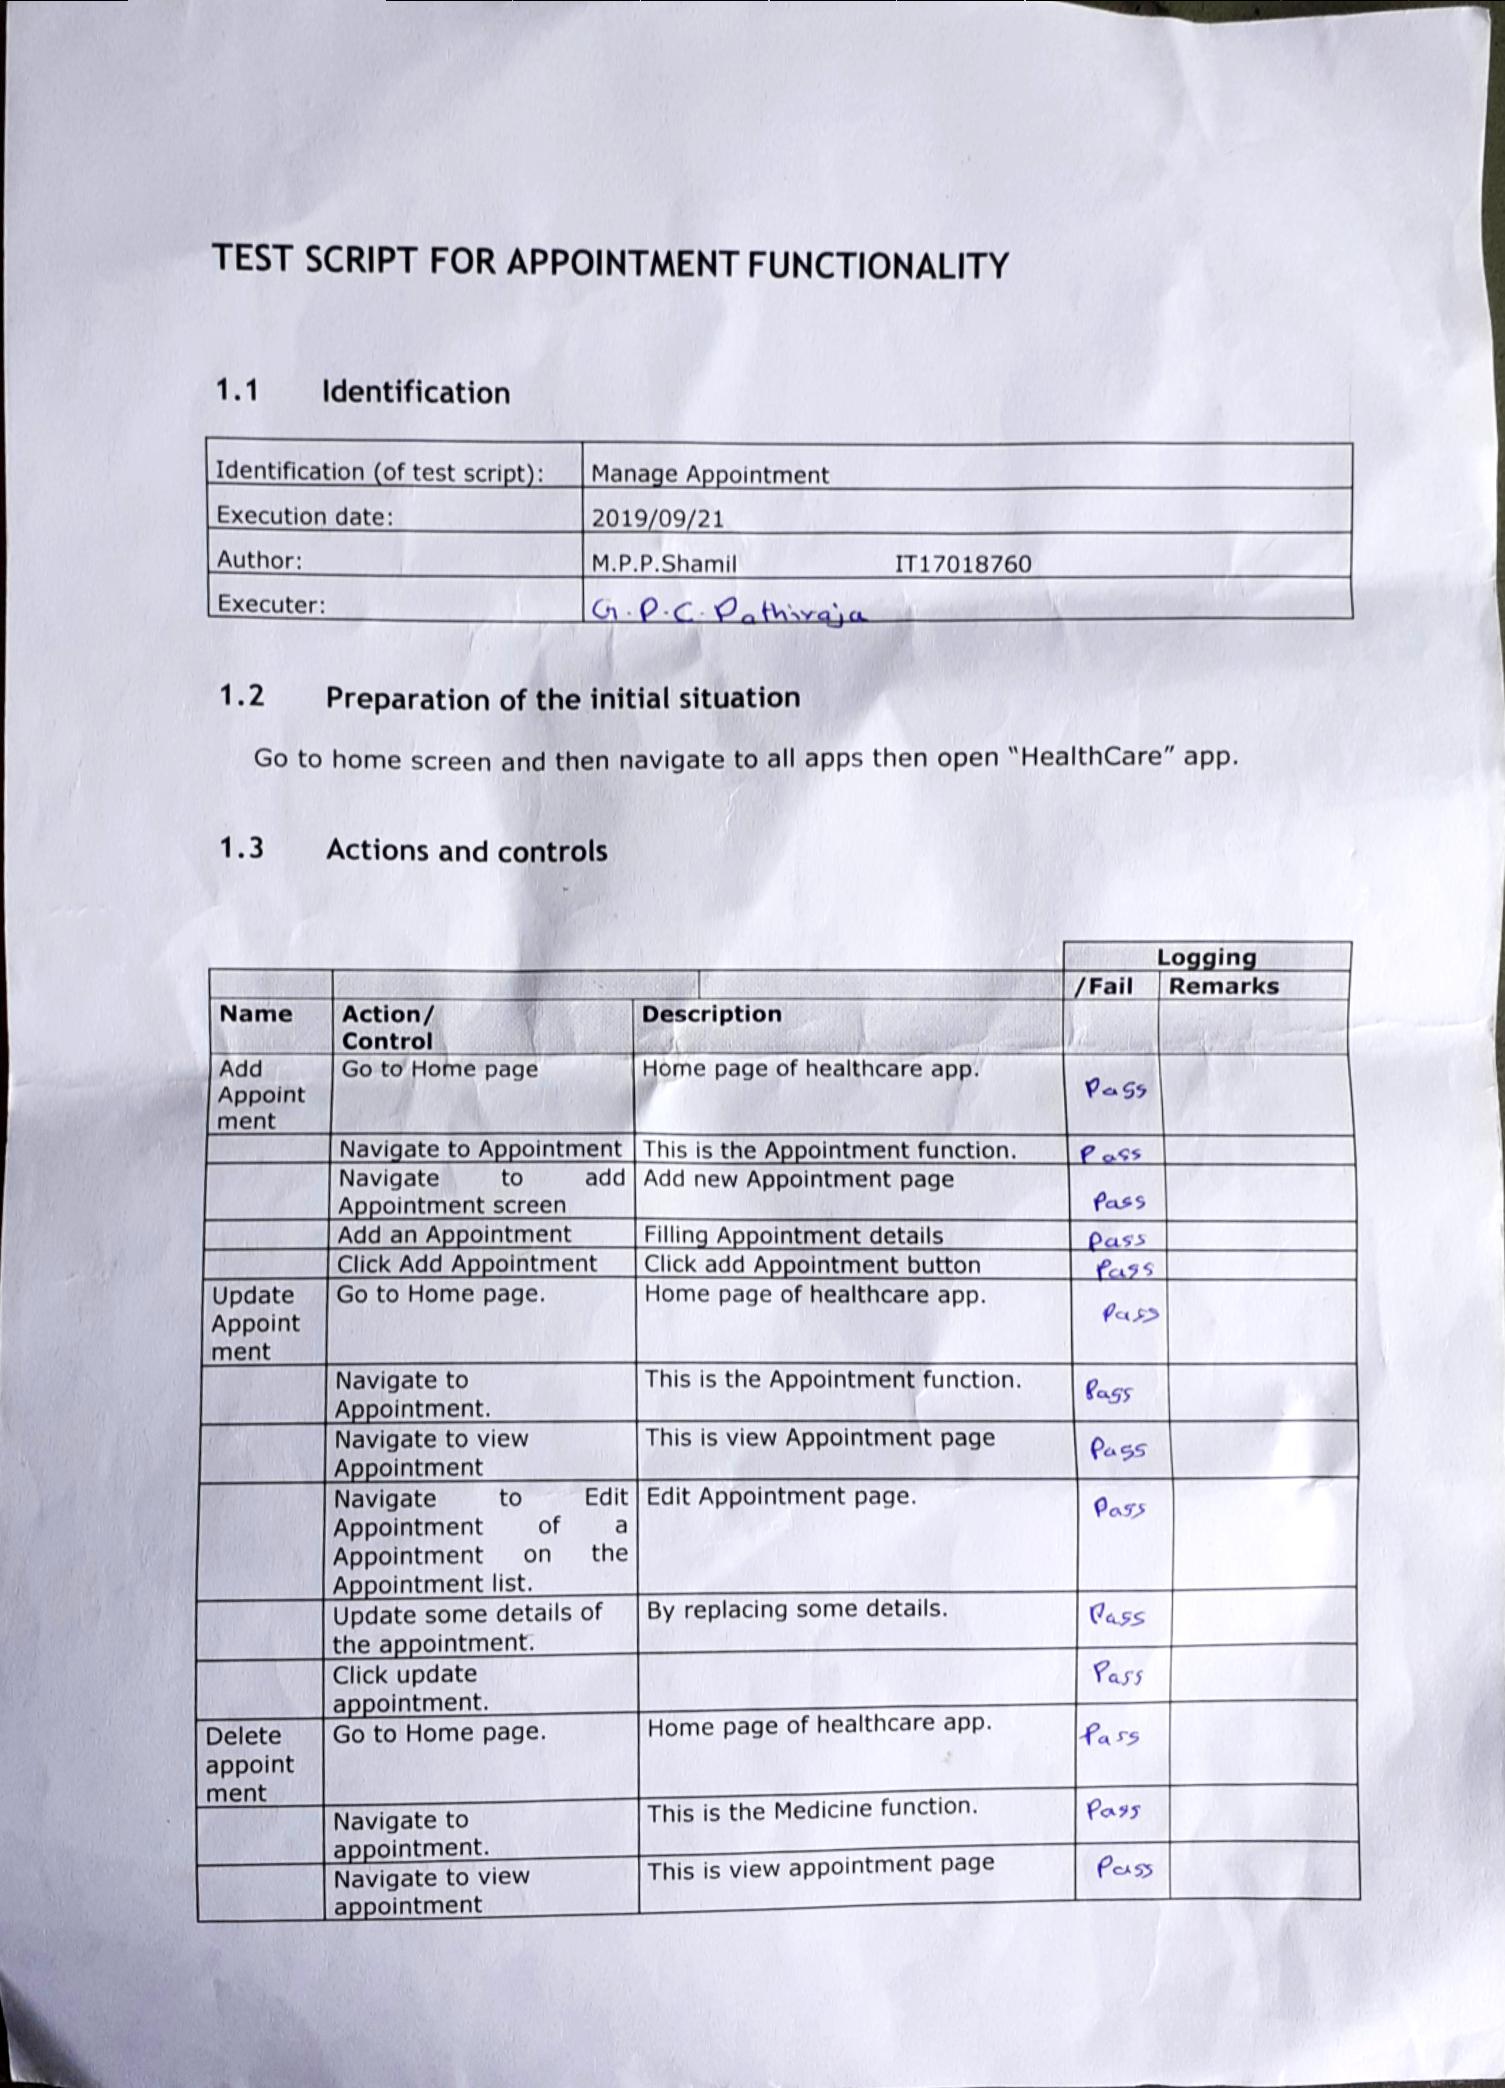 TEST SCRIPT FOR APPOINTMENT FUNCTIONALITY
1.1 Identification
Identification (of test script): Manage Appointment
Execution date: 2019/09/21
Author: M.P.P.Shamil IT17018760
Executer: G.P.C. Pathiraja
1.2 Preparation of the initial situation
Go to home screen and then navigate to all apps then open “HealthCare” app.
1.3 Actions and controls
Logging
/Fail Remarks
Name Action/ Description
Control
Add Go to Home page Home page of healthcare app.
Appoint Pass
ment
Navigate to Appointment This is the Appointment function. Pass
Navigate to add Add new Appointment page
Appointment screen Pass
Add an Appointment Filling Appointment details Pass
Click Add Appointment Click add Appointment button Pass
Update Go to Home page. Home page of healthcare app.
Appoint Pass
ment
Navigate to This is the Appointment function. Pass
Appointment.
Navigate to view This is view Appointment page Pass
Appointment
Navigate to Edit Edit Appointment page. Pass
Appointment of a
Appointment on the
Appointment list.
Update some details of By replacing some details. Pass
the appointment.
Click update Pass
appointment.
Delete Go to Home page. Home page of healthcare app. Pass
appoint
ment
Navigate to This is the Medicine function. Pass
appointment.
Navigate to view This is view appointment page Pass
appointment